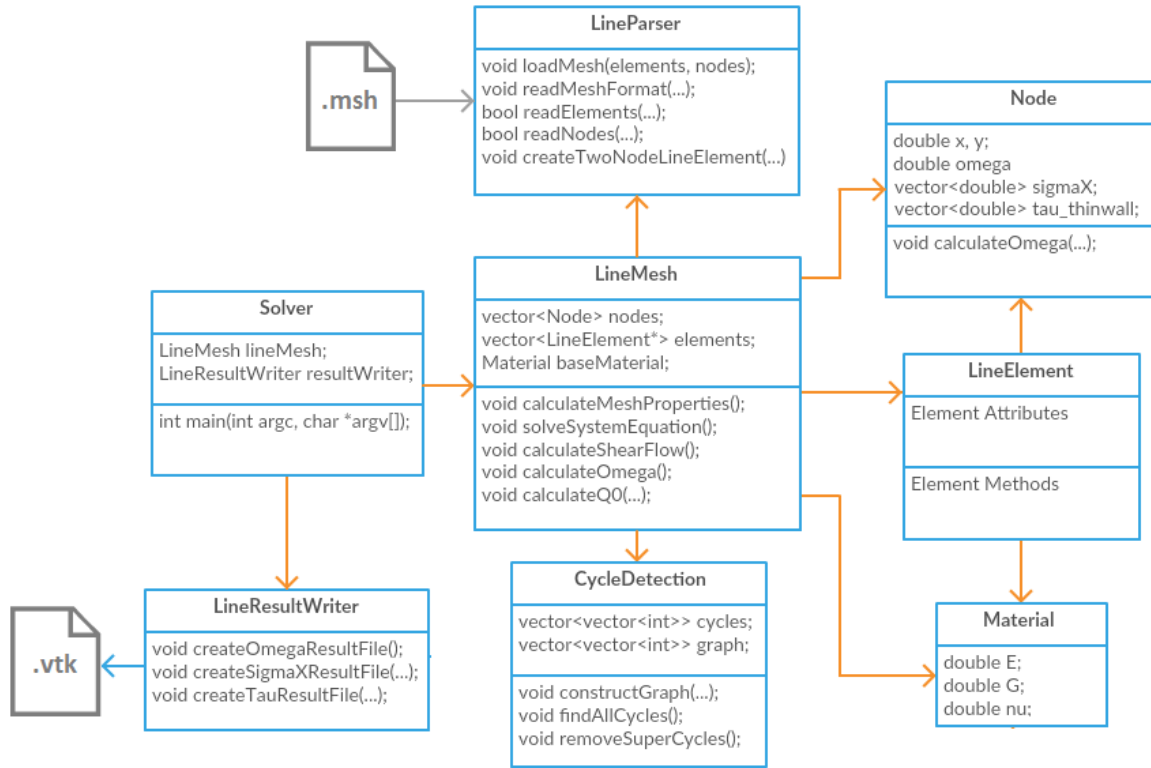 LineParser
void loadMesh(elements, nodes);
void readMeshFormat(...);
bool readElements(...);
bool readNodes(...);
void createTwoNodeLineElement(...)
.msh
Node
double x, y;
double omega
vector<double> sigmaX;
vector<double> tau_thinwall;
void calculateOmega(...);
LineMesh
vector<Node> nodes;
vector<LineElement*> elements;
Material baseMaterial;
void calculateMeshProperties();
void solveSystemEquation();
void calculateShearFlow();
void calculateOmega();
void calculateQ0(...);
Solver
LineMesh lineMesh;
LineResultWriter resultWriter;
int main(int argc, char *argv[]);
LineElement
Element Attributes
Element Methods
CycleDetection
vector<vector<int>> cycles;
vector<vector<int>> graph;
void constructGraph(...);
void findAllCycles();
void removeSuperCycles();
LineResultWriter
void createOmegaResultFile();
void createSigmaXResultFile(...);
void createTauResultFile(...);
.vtk
Material
double E;
double G;
double nu;